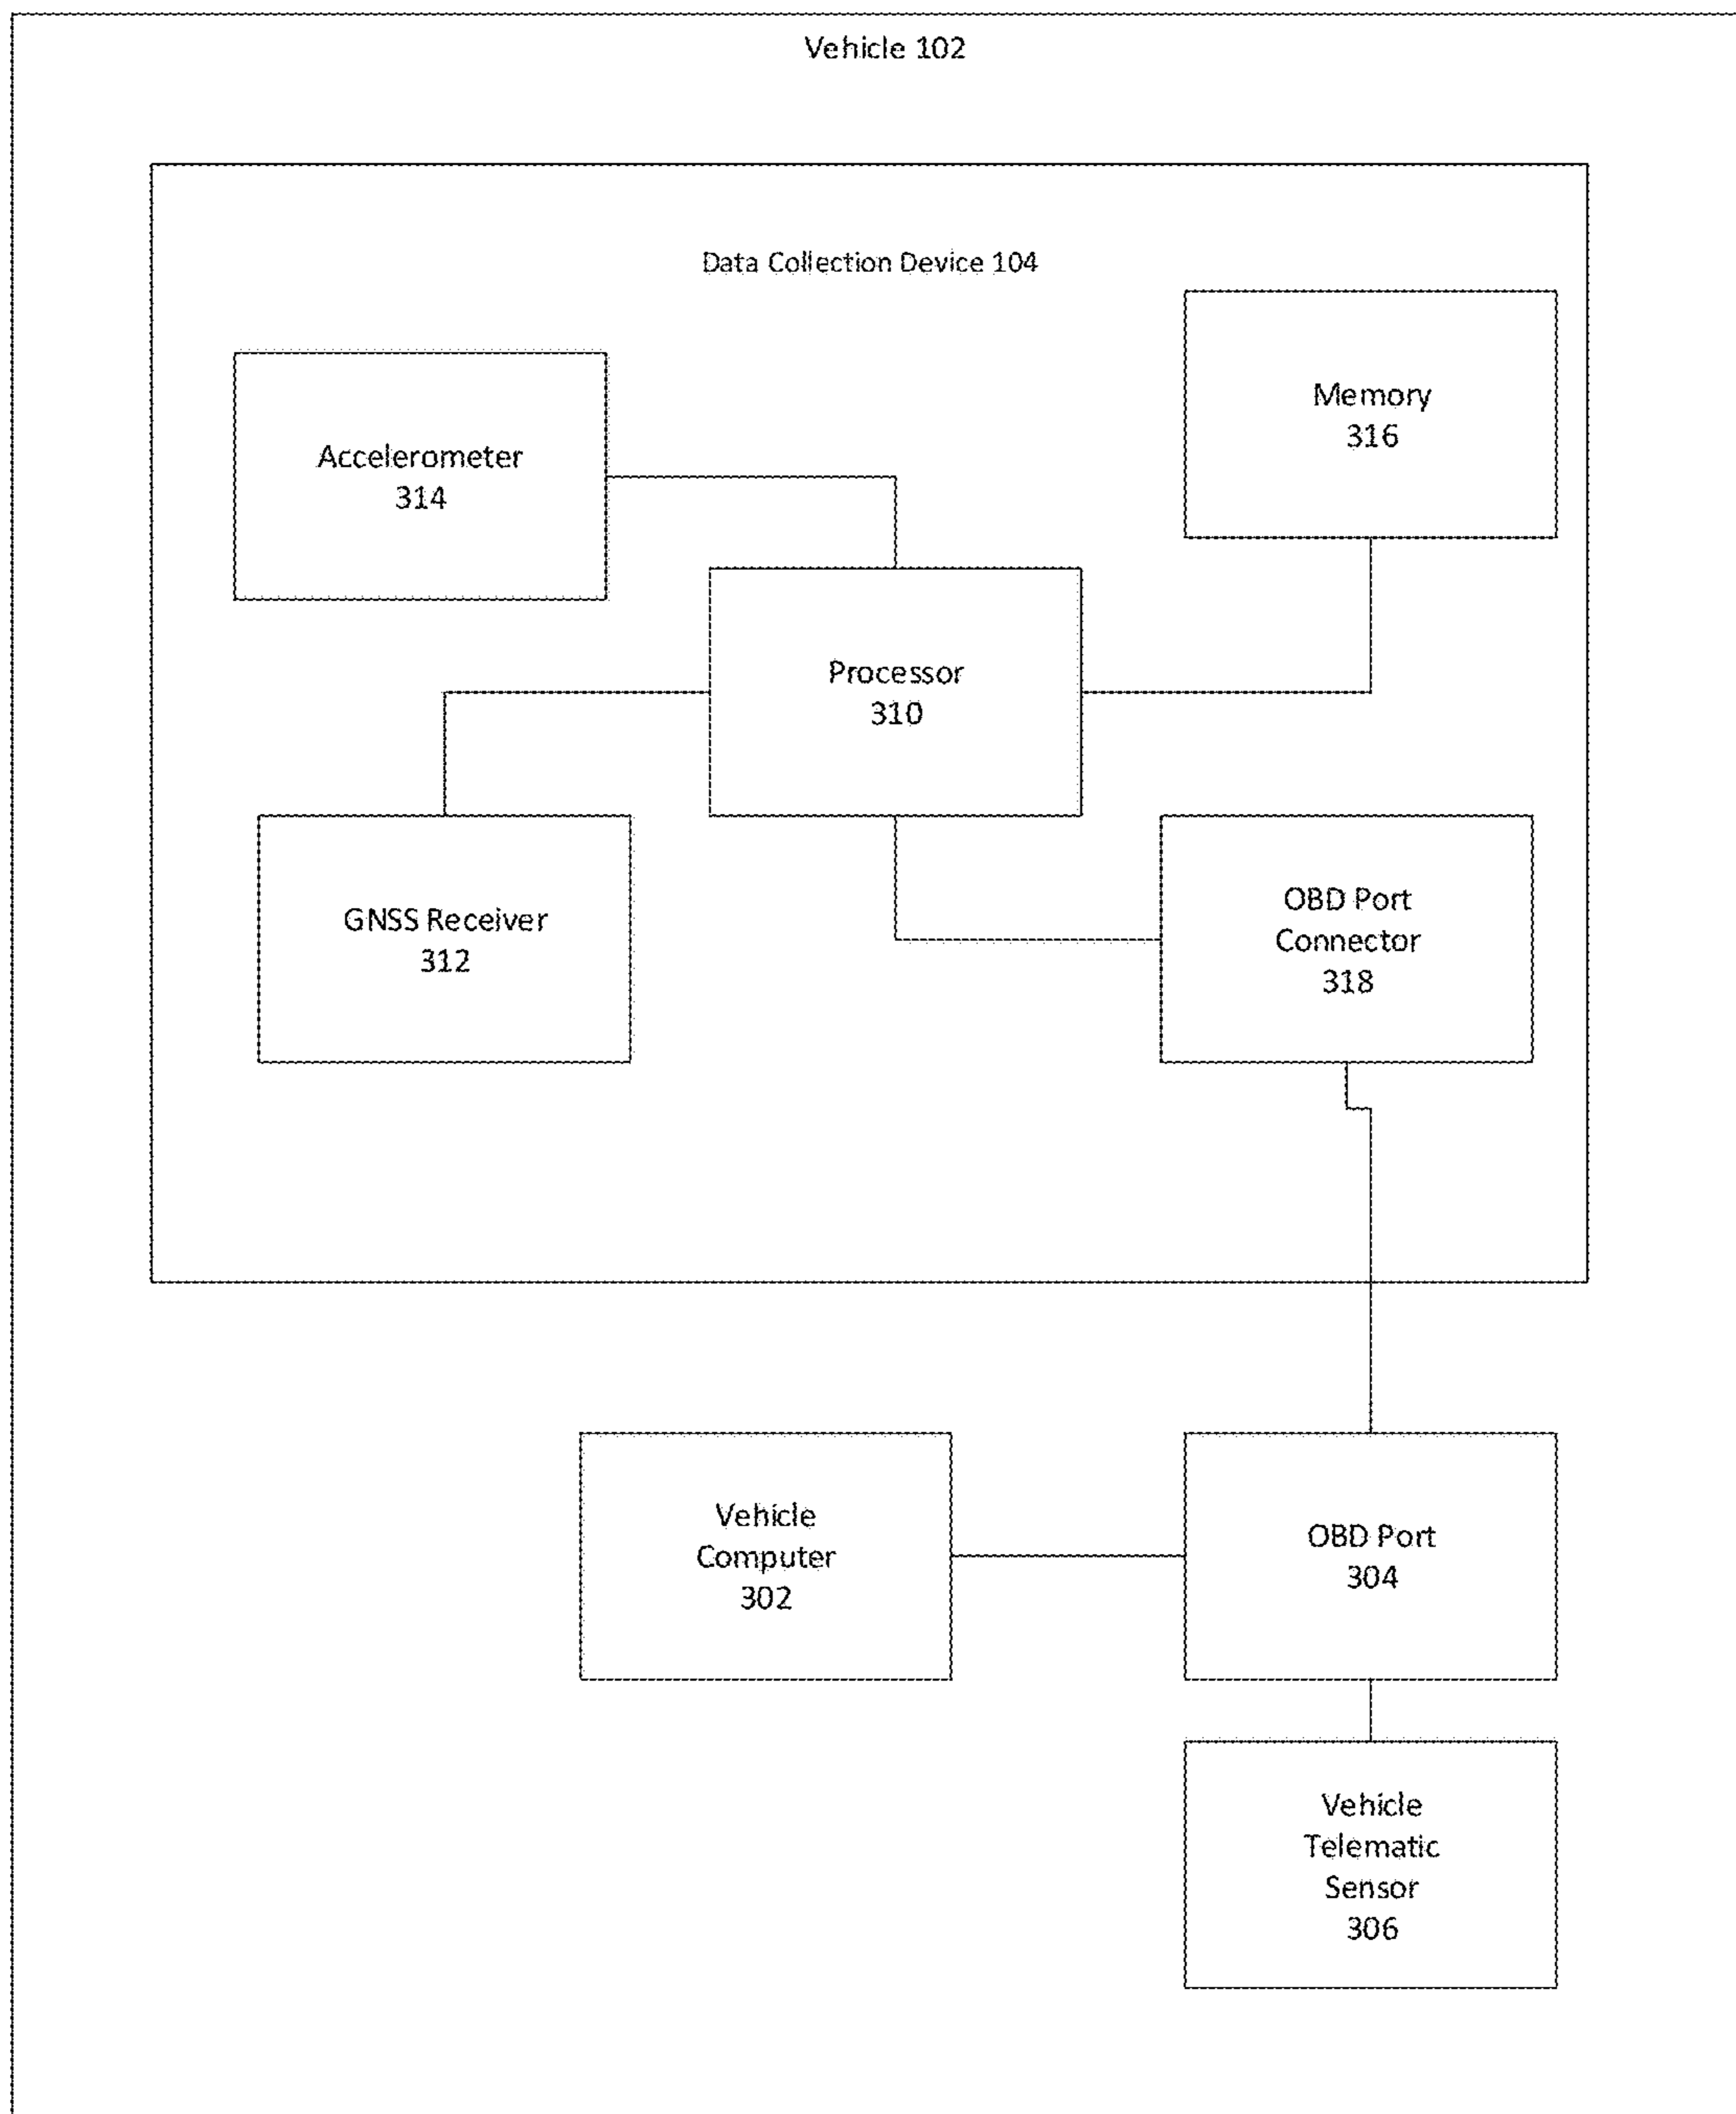 Vehicle 102
Data Collection Device 104
Memory
316
Accelerometer
314
Processor
310
GNSS Receiver
312
OBD Port
Connector
318
Vehicle
Computer
302
OBD Port
304
Vehicle
Telematic
Sensor
306